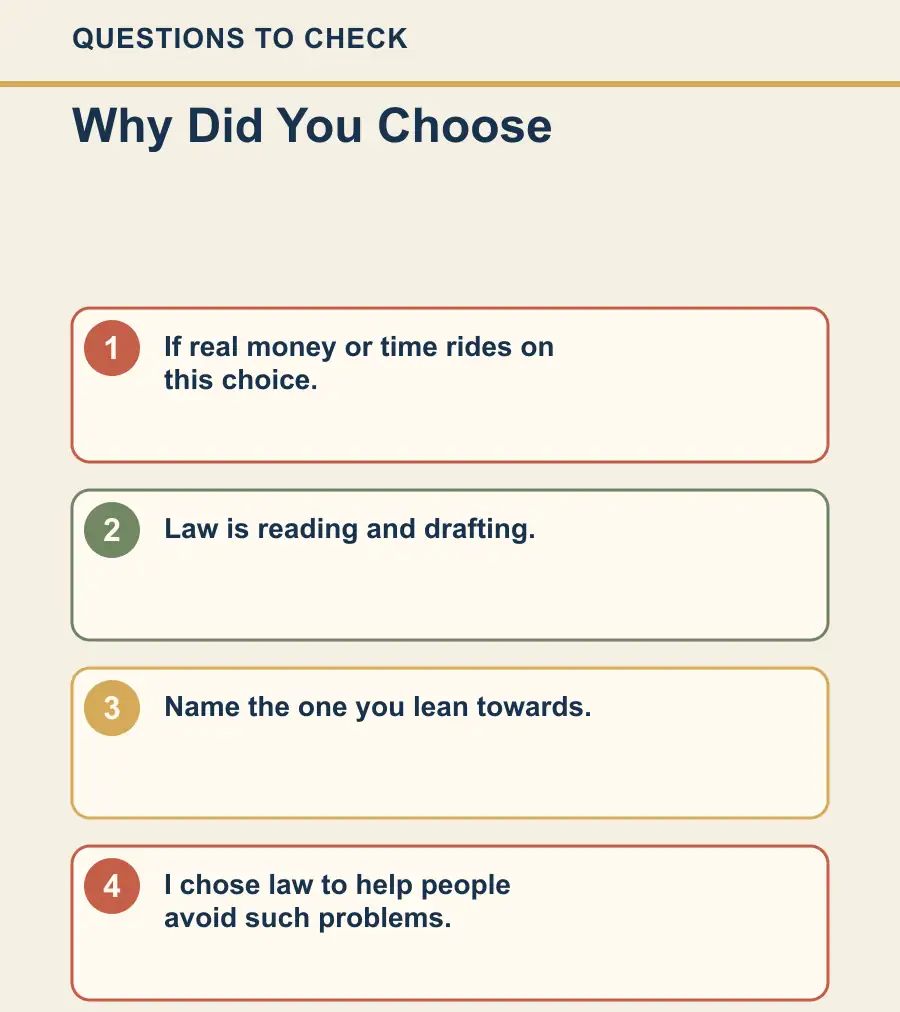 QUESTIONS TO CHECK
Why Did You Choose
1
If real money or time rides on
this choice.
2
Law is reading and drafting.
3
Name the one you lean towards.
4
I chose law to help people
avoid such problems.